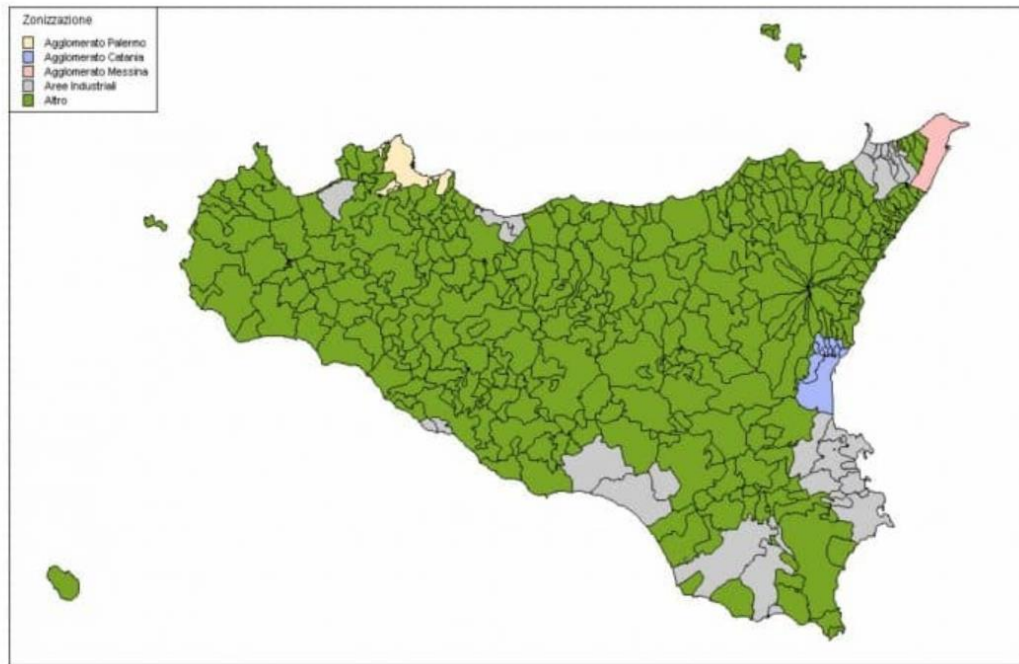 Zonizzazione
Agglomerato Palermo
Agglomerato Catania
Agglomerato Messina
Aree Industriali
Altro